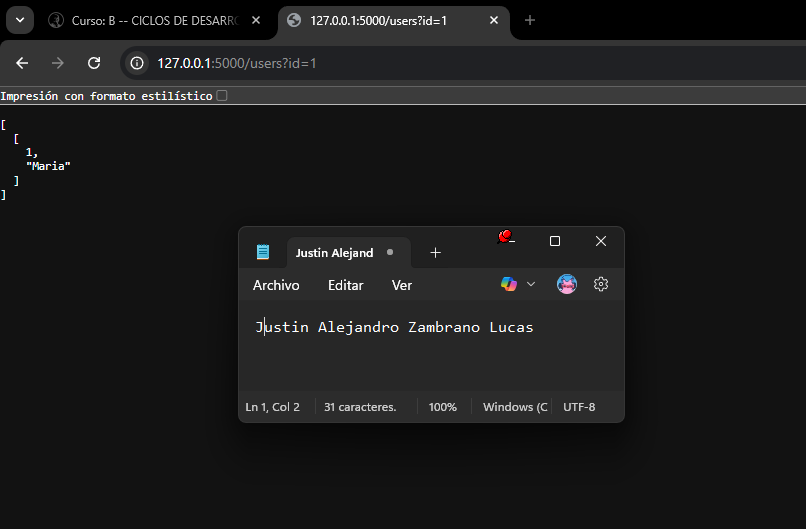 Curso: B -- CICLOS DE DESARRO
127.0.0.1:5000/users?id=1
127.0.0.1:5000/users?id=1
Impresión con formato estilístico
[
[
1,
"Maria"
]
]
Justin Alejand
Archivo Editar Ver
Justin Alejandro Zambrano Lucas
Ln 1, Col 2 31 caracteres. 100% Windows (C UTF-8